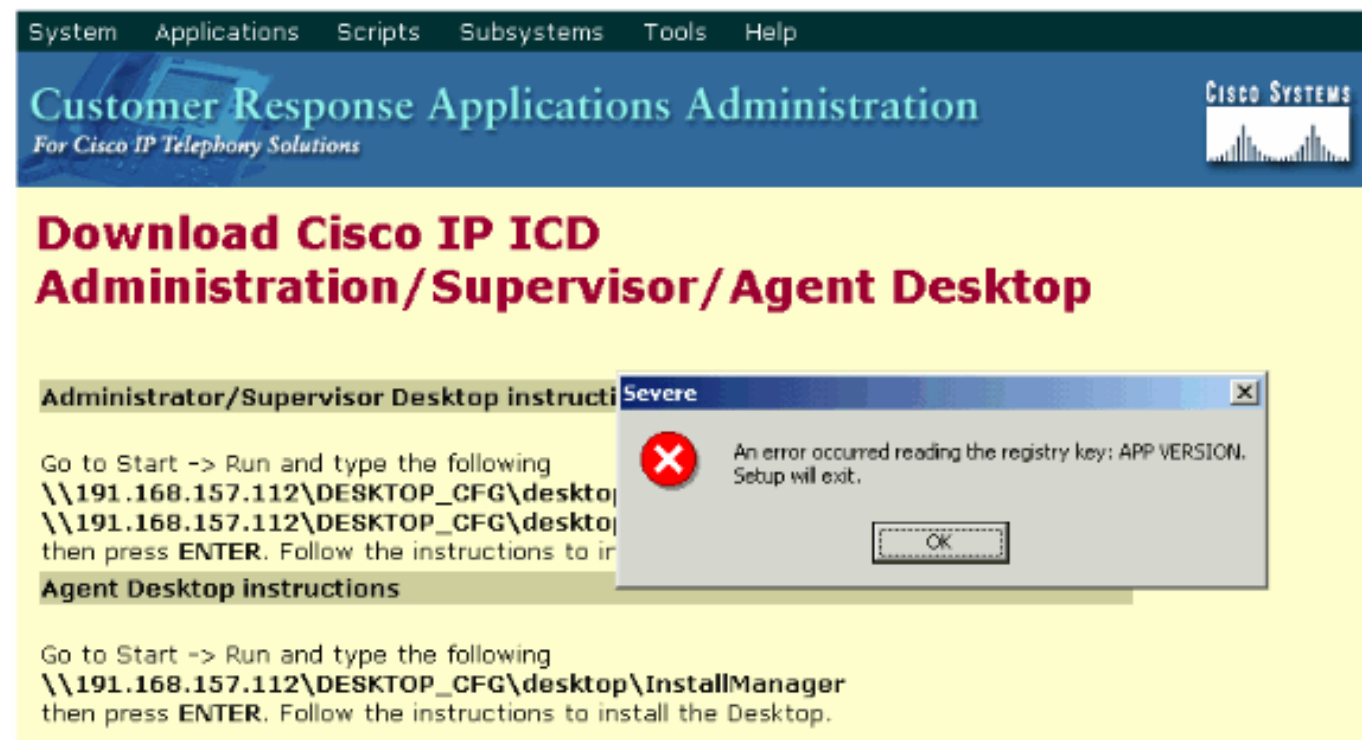 System Applications Scripts Subsystems Tools Help
Customer Response Applications Administration
For Cisco IP Telephony Solutions
CISCO SYSTEMS
Download Cisco IP ICD
Administration/Supervisor/Agent Desktop
Administrator/Supervisor Desktop instructi
Severe
An error occurred reading the registry key: APP VERSION.
Setup will exit.
OK
Go to Start -> Run and type the following
\\191.168.157.112\DESKTOP_CFG\desktop
\\191.168.157.112\DESKTOP_CFG\desktop
then press ENTER. Follow the instructions to in
Agent Desktop instructions
Go to Start -> Run and type the following
\\191.168.157.112\DESKTOP_CFG\desktop\InstallManager
then press ENTER. Follow the instructions to install the Desktop.